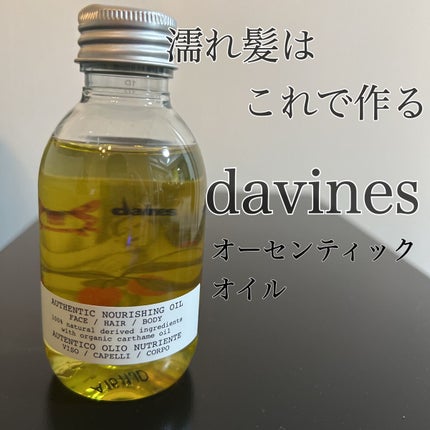 濡れ髪は
これで作る
davines
オーセンティック
オイル
davines
AUTHENTIC NOURISHING OIL
FACE / HAIR / BODY
100% natural derived ingredients
with organic carthame oil
AUTENTICO OLIO NUTRIENTE
VISO / CAPELLI / CORPO